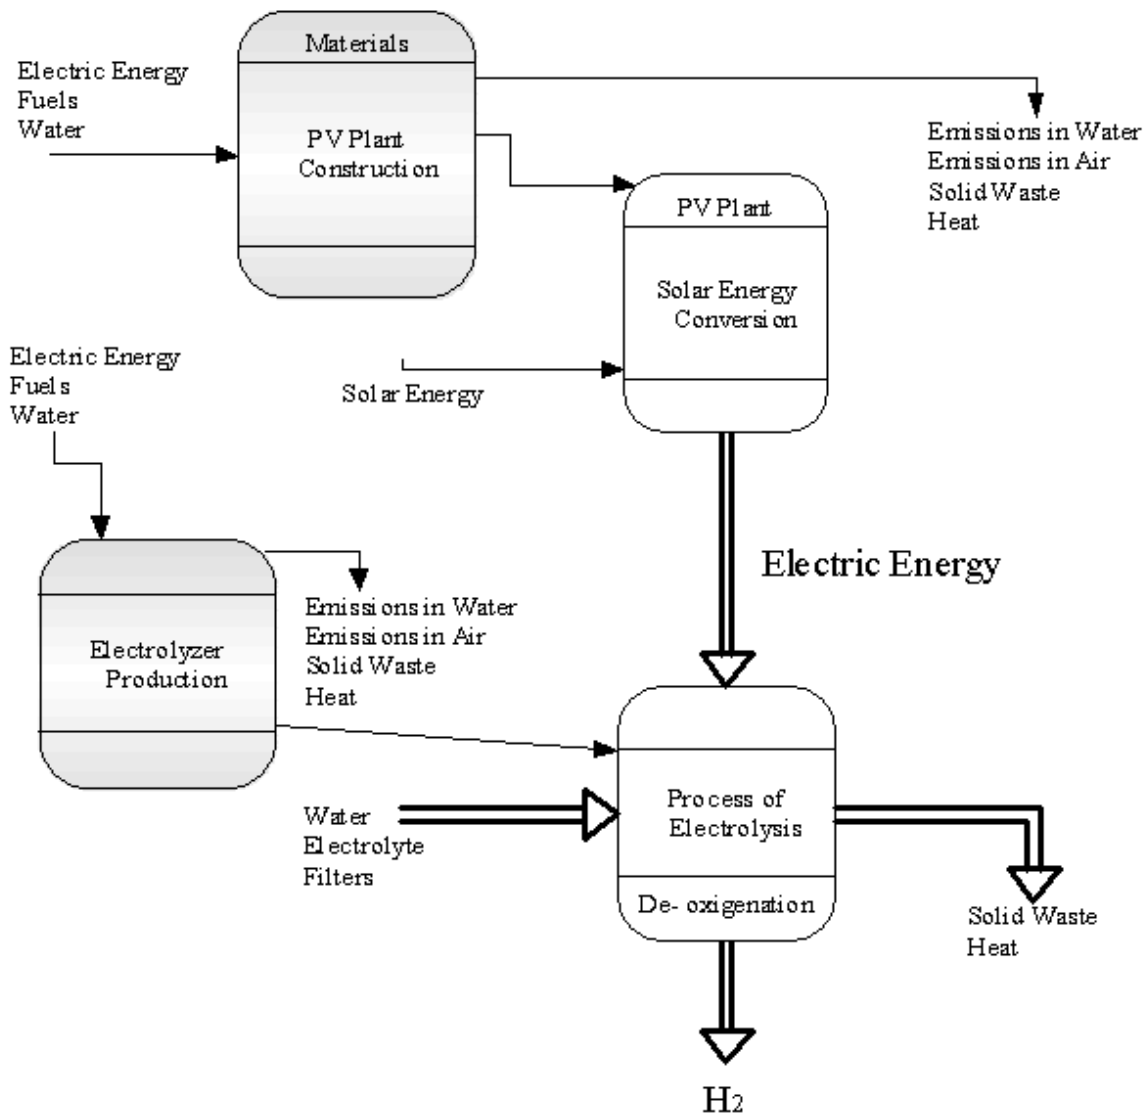 Materials
Electric Energy
Fuels
Water
PV Plant
Construction
Emissions in Water
Emissions in Air
Solid Waste
Heat
PV Plant
Solar Energy
Conversion
Solar Energy
Electric Energy
Fuels
Water
Electric Energy
Electrolyzer
Production
Emissions in Water
Emissions in Air
Solid Waste
Heat
Process of
Electrolysis
De- oxigenation
Water
Electrolyte
Filters
Solid Waste
Heat
H2